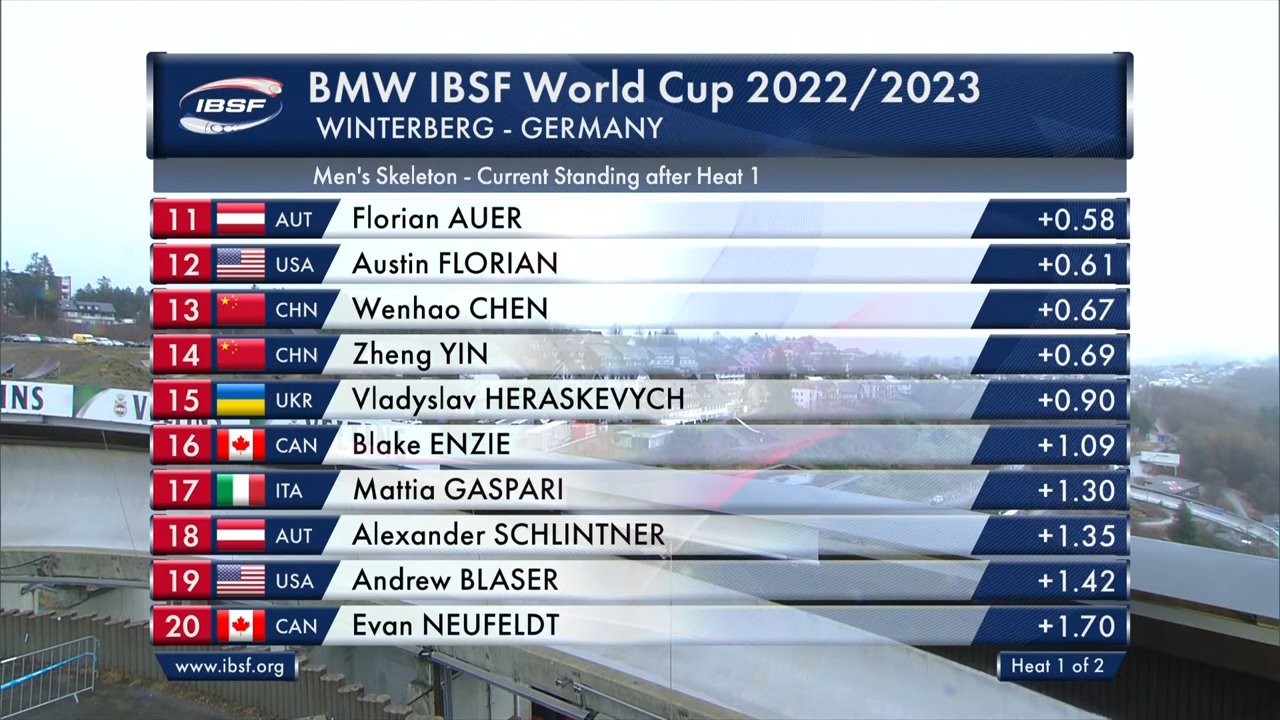 IBSF
BMW IBSF World Cup 2022/2023
WINTERBERG - GERMANY
Men's Skeleton - Current Standing after Heat 1
11 AUT Florian AUER +0.58
12 USA Austin FLORIAN +0.61
13 CHN Wenhao CHEN +0.67
14 CHN Zheng YIN +0.69
15 UKR Vladyslav HERASKEVYCH +0.90
16 CAN Blake ENZIE +1.09
17 ITA Mattia GASPARI +1.30
18 AUT Alexander SCHLINTNER +1.35
19 USA Andrew BLASER +1.42
20 CAN Evan NEUFELDT +1.70
www.ibsf.org
Heat 1 of 2